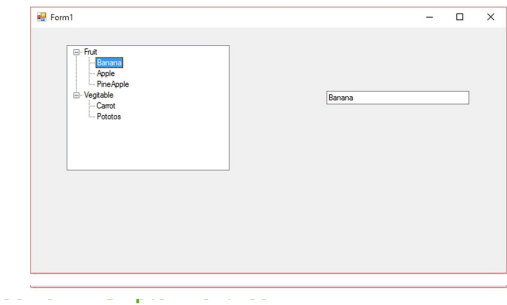 Form1
Fruit
Banana
Apple
PineApple
Vegitable
Carrot
Pototos
Banana